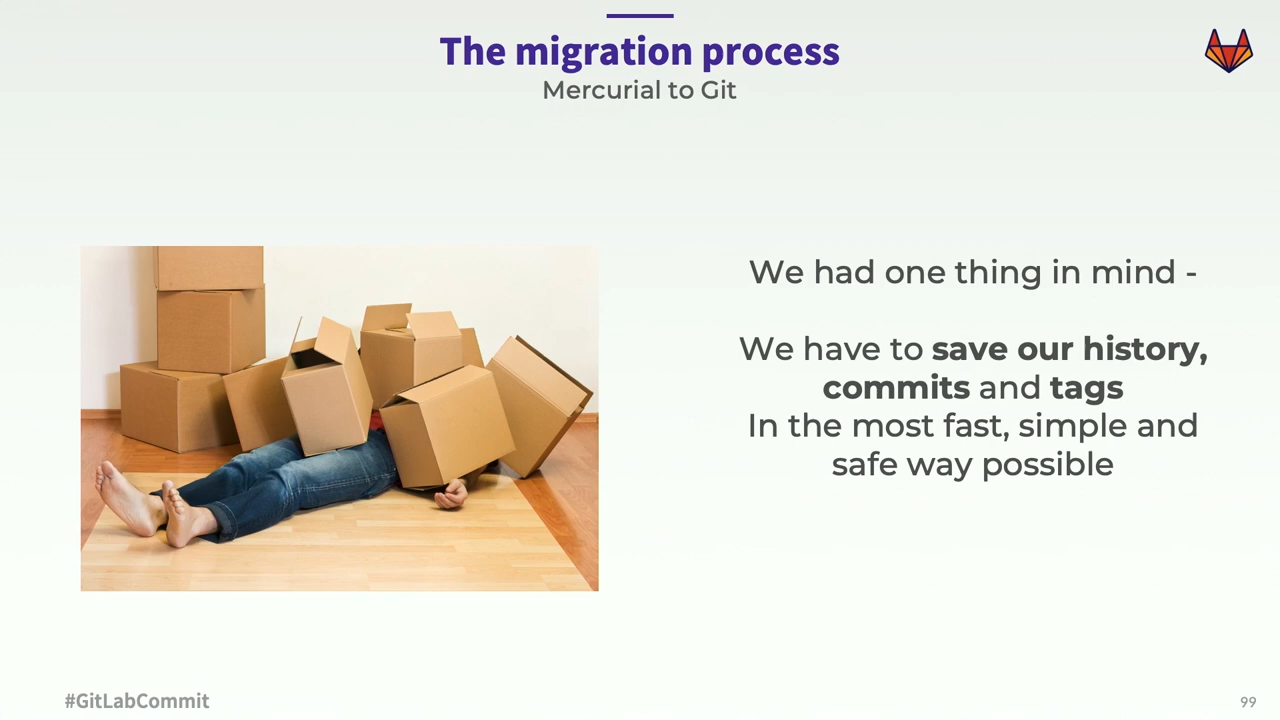 The migration process
Mercurial to Git
We had one thing in mind -
We have to save our history,
commits and tags
In the most fast, simple and
safe way possible
#GitLabCommit
99